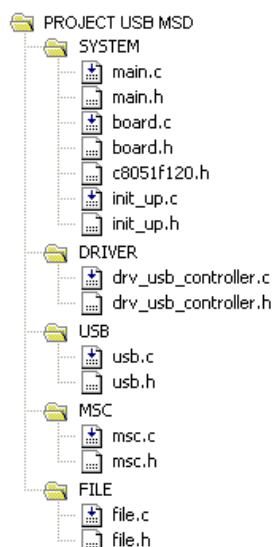 PROJECT USB MSD
SYSTEM
main.c
main.h
board.c
board.h
c8051f120.h
init_up.c
init_up.h
DRIVER
drv_usb_controller.c
drv_usb_controller.h
USB
usb.c
usb.h
MSC
msc.c
msc.h
FILE
file.c
file.h